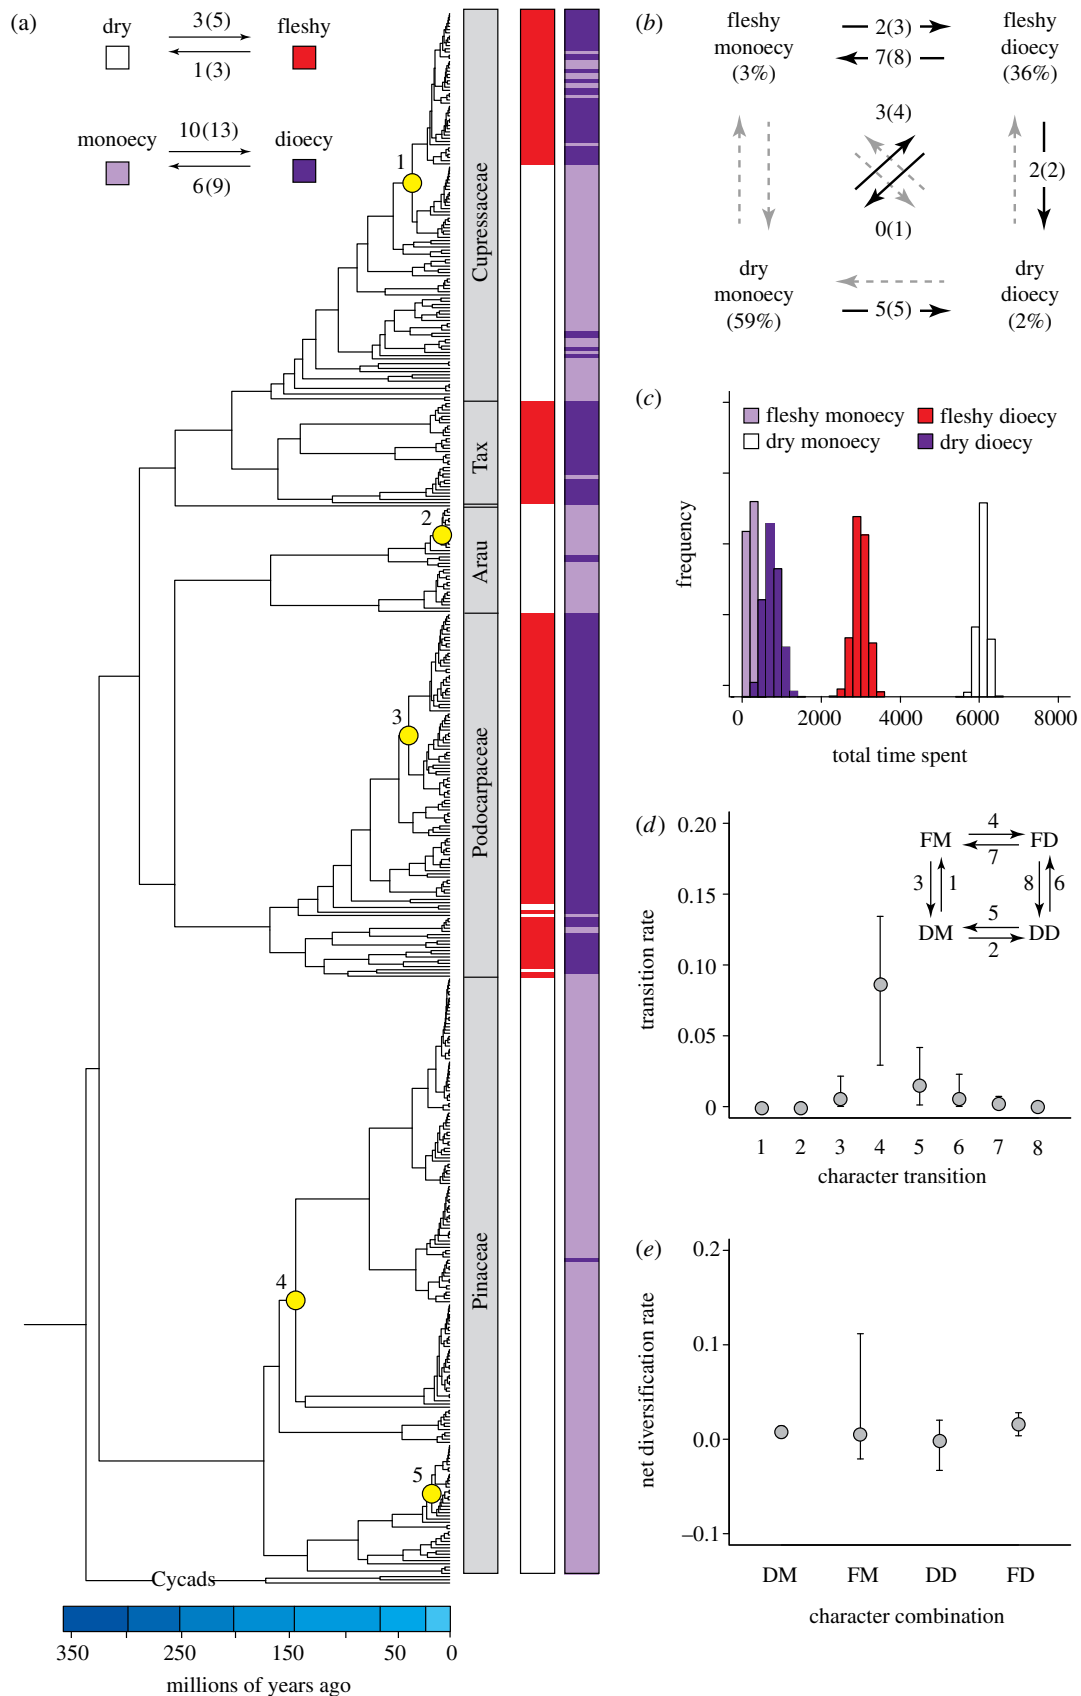 (a)
dry
3(5)
1(3)
fleshy
monoecy
10(13)
6(9)
dioecy
1
2
3
4
5
Cupressaceae
Tax
Arau
Podocarpaceae
Pinaceae
Cycads
350 250 150 50 0
millions of years ago
(b)
fleshy
monoecy
(3%)
2(3)
7(8)
fleshy
dioecy
(36%)
3(4)
2(2)
0(1)
dry
monoecy
(59%)
5(5)
dry
dioecy
(2%)
(c)
fleshy monoecy fleshy dioecy
dry monoecy dry dioecy
frequency
0 2000 4000 6000 8000
total time spent
(d)
0.20
0.15
0.10
0.05
0
transition rate
4
FM FD
7
3 1 8 6
5
DM DD
2
1 2 3 4 5 6 7 8
character transition
(e)
0.2
0.1
0.0
–0.1
net diversification rate
DM FM DD FD
character combination